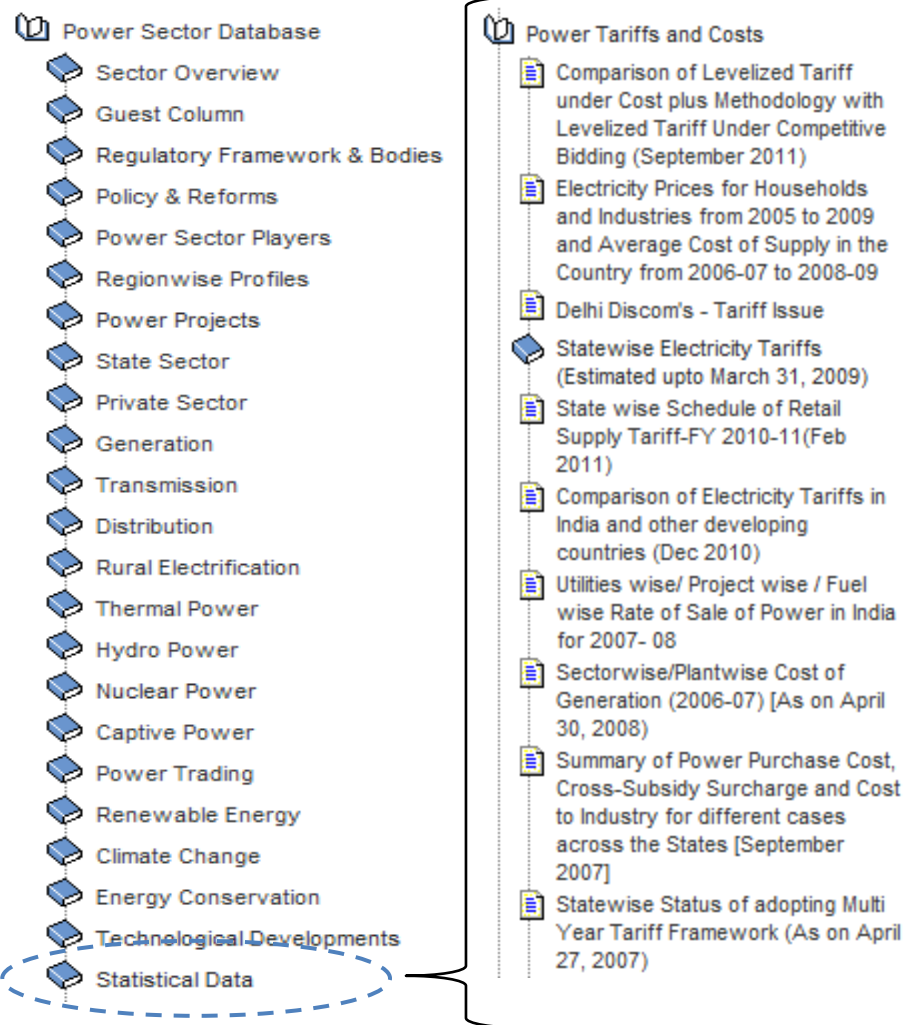 Power Sector Database
Sector Overview
Guest Column
Regulatory Framework & Bodies
Policy & Reforms
Power Sector Players
Regionwise Profiles
Power Projects
State Sector
Private Sector
Generation
Transmission
Distribution
Rural Electrification
Thermal Power
Hydro Power
Nuclear Power
Captive Power
Power Trading
Renewable Energy
Climate Change
Energy Conservation
Technological Developments
Statistical Data
Power Tariffs and Costs
Comparison of Levelized Tariff
under Cost plus Methodology with
Levelized Tariff Under Competitive
Bidding (September 2011)
Electricity Prices for Households
and Industries from 2005 to 2009
and Average Cost of Supply in the
Country from 2006-07 to 2008-09
Delhi Discom's - Tariff Issue
Statewise Electricity Tariffs
(Estimated upto March 31, 2009)
State wise Schedule of Retail
Supply Tariff-FY 2010-11(Feb
2011)
Comparison of Electricity Tariffs in
India and other developing
countries (Dec 2010)
Utilities wise/ Project wise / Fuel
wise Rate of Sale of Power in India
for 2007- 08
Sectorwise/Plantwise Cost of
Generation (2006-07) [As on April
30, 2008)
Summary of Power Purchase Cost,
Cross-Subsidy Surcharge and Cost
to Industry for different cases
across the States [September
2007]
Statewise Status of adopting Multi
Year Tariff Framework (As on April
27, 2007)